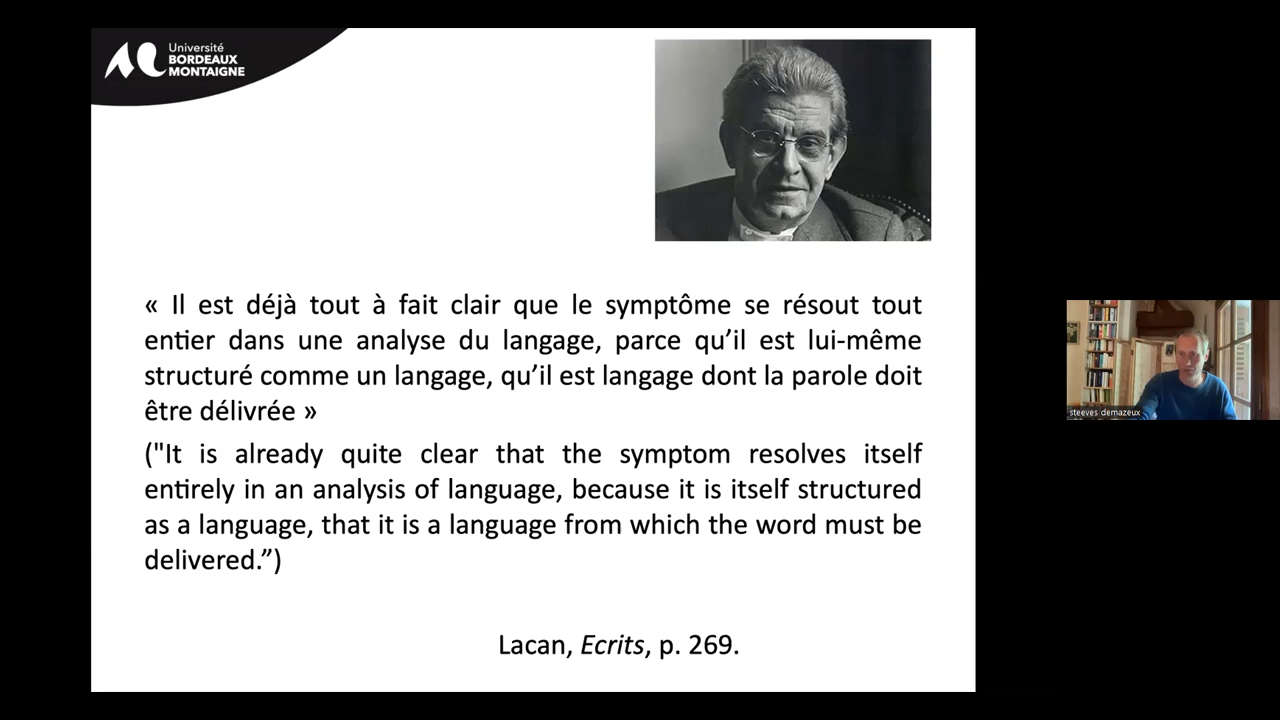 Université
BORDEAUX
MONTAIGNE
« Il est déjà tout à fait clair que le symptôme se résout tout
entier dans une analyse du langage, parce qu’il est lui-même
structuré comme un langage, qu’il est langage dont la parole doit
être délivrée »
("It is already quite clear that the symptom resolves itself
entirely in an analysis of language, because it is itself structured
as a language, that it is a language from which the word must be
delivered.”)
Lacan, Ecrits, p. 269.
steeves demazeux